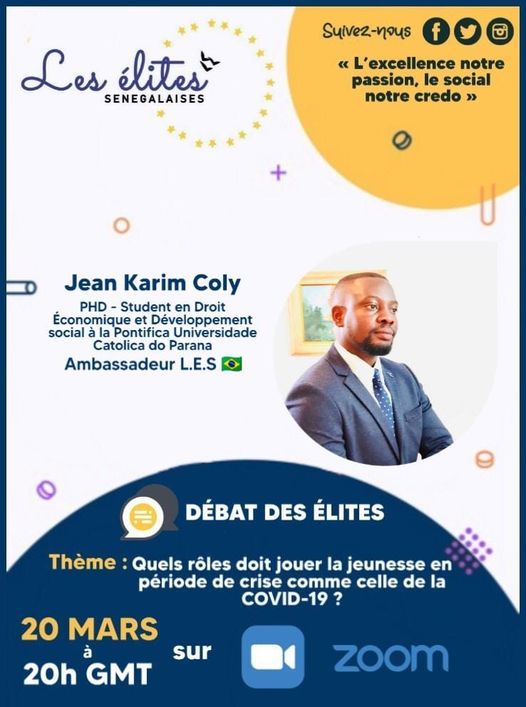 Suivez-nous
« L'excellence notre
passion, le social
notre credo »
Les élites
SENEGALAISES
Jean Karim Coly
PHD - Student en Droit
Économique et Développement
social à la Pontifica Universidade
Catolica do Parana
Ambassadeur L.E.S
DÉBAT DES ÉLITES
Thème : Quels rôles doit jouer la jeunesse en
période de crise comme celle de la
COVID-19 ?
20 MARS
à
20h GMT
sur
zoom